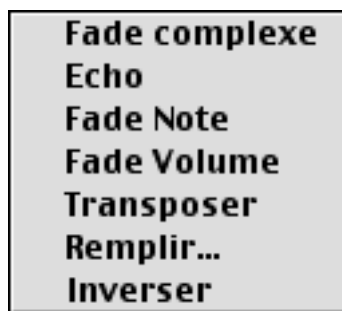 Fade complexe
Echo
Fade Note
Fade Volume
Transposer
Remplir...
Inverser